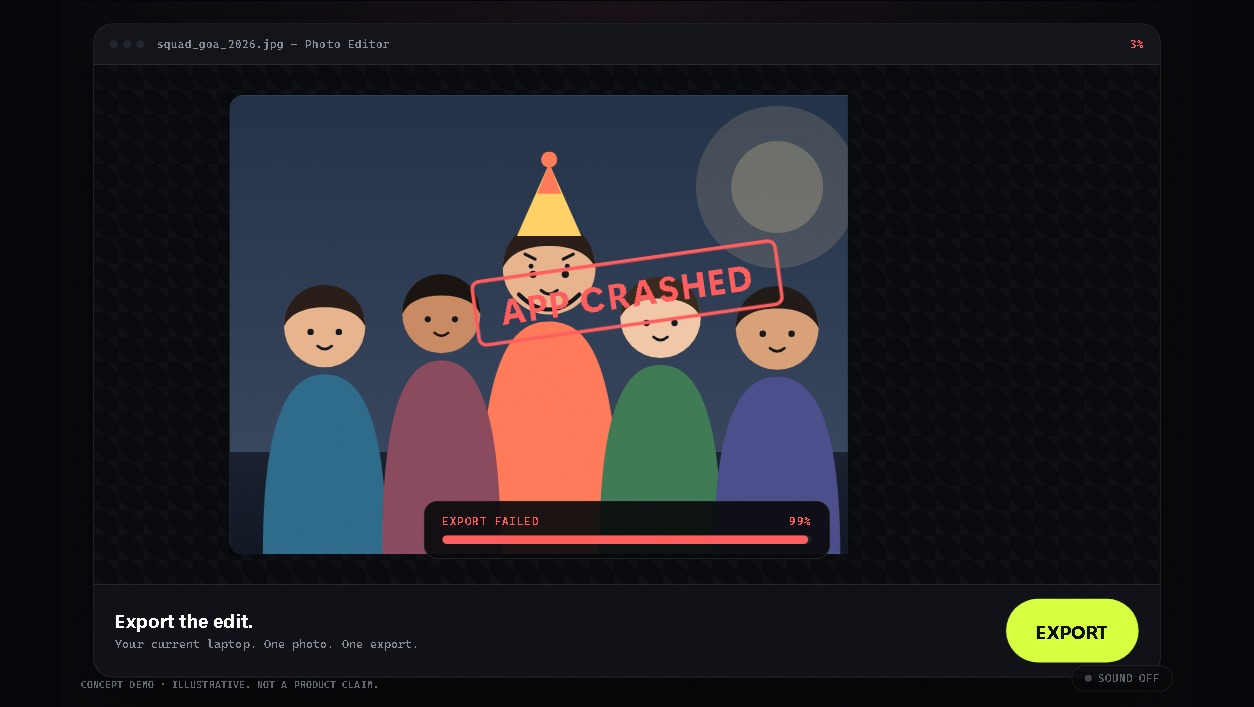 squad_goa_2026.jpg — Photo Editor
3%
APP CRASHED
EXPORT FAILED
99%
Export the edit.
Your current laptop. One photo. One export.
EXPORT
CONCEPT DEMO · ILLUSTRATIVE. NOT A PRODUCT CLAIM.
SOUND OFF